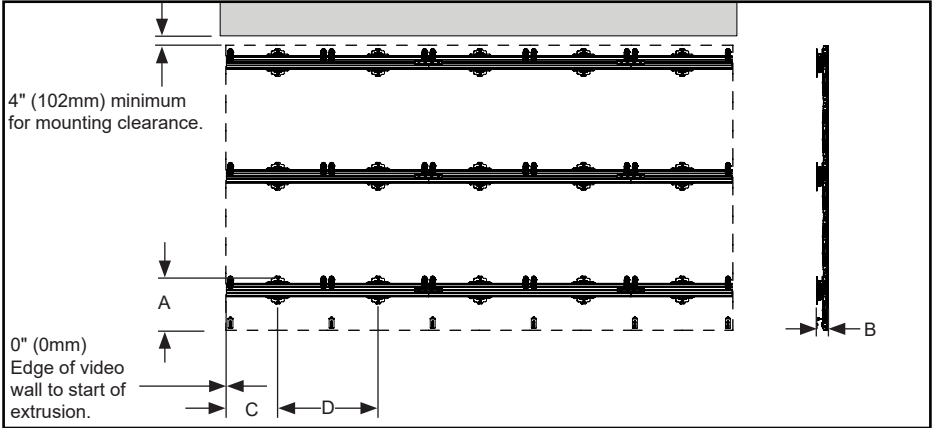 4" (102mm) minimum
for mounting clearance.
A
B
0" (0mm)
Edge of video
wall to start of
extrusion.
C
D